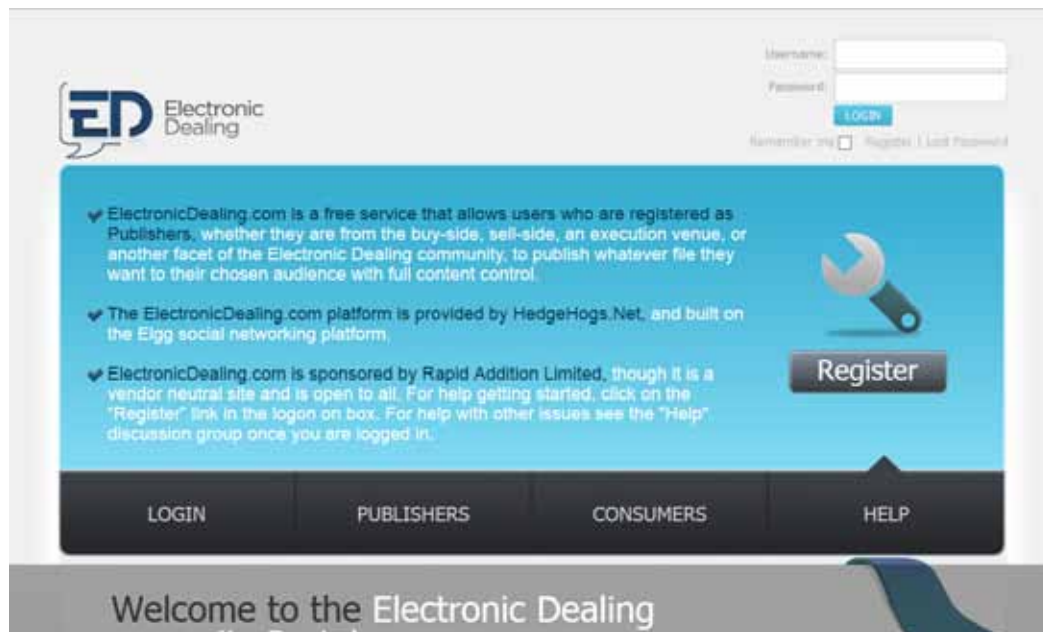 Username:
Password:
LOGIN
Remember me Register | Lost Password
ED Electronic
Dealing
ElectronicDealing.com is a free service that allows users who are registered as
Publishers, whether they are from the buy-side, sell-side, an execution venue, or
another facet of the Electronic Dealing community, to publish whatever file they
want to their chosen audience with full content control.
The ElectronicDealing.com platform is provided by HedgeHogs.Net, and built on
the Elgg social networking platform.
ElectronicDealing.com is sponsored by Rapid Addition Limited, though it is a
vendor neutral site and is open to all. For help getting started, click on the
"Register" link in the logon on box. For help with other issues see the "Help"
discussion group once you are logged in.
Register
LOGIN PUBLISHERS CONSUMERS HELP
Welcome to the Electronic Dealing